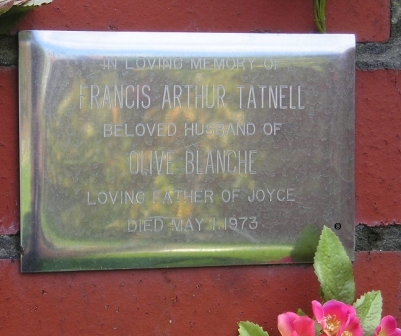 IN LOVING MEMORY OF
FRANCIS ARTHUR TATNELL
BELOVED HUSBAND OF
OLIVE BLANCHE
LOVING FATHER OF JOYCE
DIED MAY 1. 1973